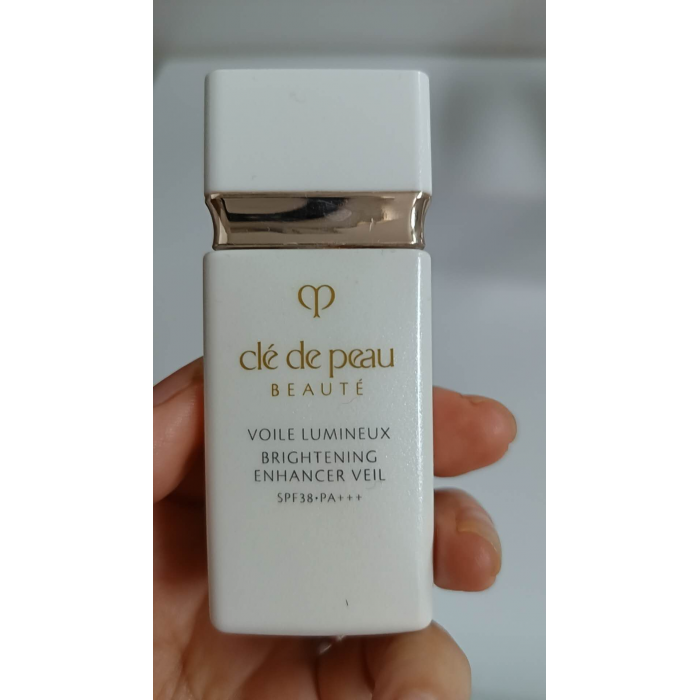 clé de peau
BEAUTÉ
VOILE LUMINEUX
BRIGHTENING
ENHANCER VEIL
SPF38·PA+++